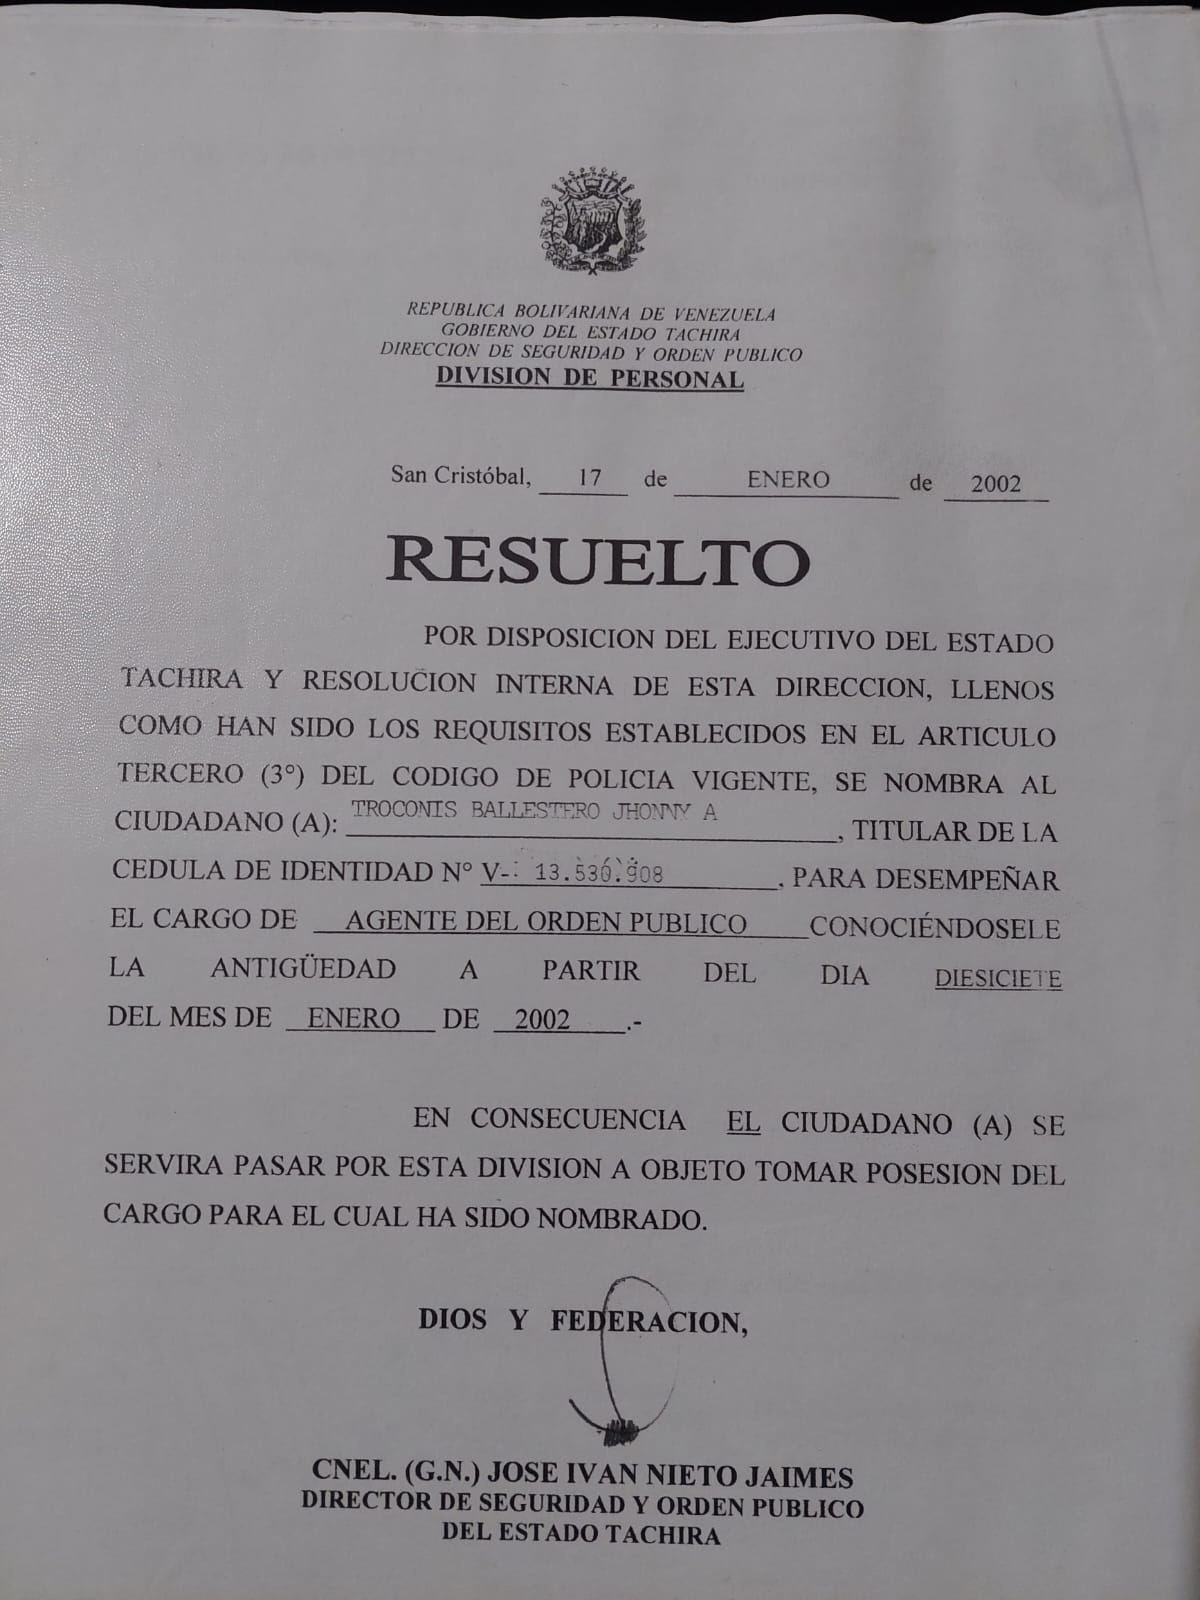 REPUBLICA BOLIVARIANA DE VENEZUELA
GOBIERNO DEL ESTADO TACHIRA
DIRECCION DE SEGURIDAD Y ORDEN PUBLICO
DIVISION DE PERSONAL
San Cristóbal, 17 de ENERO de 2002
RESUELTO
POR DISPOSICION DEL EJECUTIVO DEL ESTADO
TACHIRA Y RESOLUCION INTERNA DE ESTA DIRECCION, LLENOS
COMO HAN SIDO LOS REQUISITOS ESTABLECIDOS EN EL ARTICULO
TERCERO (3º) DEL CODIGO DE POLICIA VIGENTE, SE NOMBRA AL
CIUDADANO (A): TROCONIS BALLESTERO JHONNY A, TITULAR DE LA
CEDULA DE IDENTIDAD Nº V-: 13.530.908, PARA DESEMPEÑAR
EL CARGO DE AGENTE DEL ORDEN PUBLICO CONOCIÉNDOSELE
LA ANTIGÜEDAD A PARTIR DEL DIA DIESICIETE
DEL MES DE ENERO DE 2002.-
EN CONSECUENCIA EL CIUDADANO (A) SE
SERVIRA PASAR POR ESTA DIVISION A OBJETO TOMAR POSESION DEL
CARGO PARA EL CUAL HA SIDO NOMBRADO.
DIOS Y FEDERACION,
CNEL. (G.N.) JOSE IVAN NIETO JAIMES
DIRECTOR DE SEGURIDAD Y ORDEN PUBLICO
DEL ESTADO TACHIRA